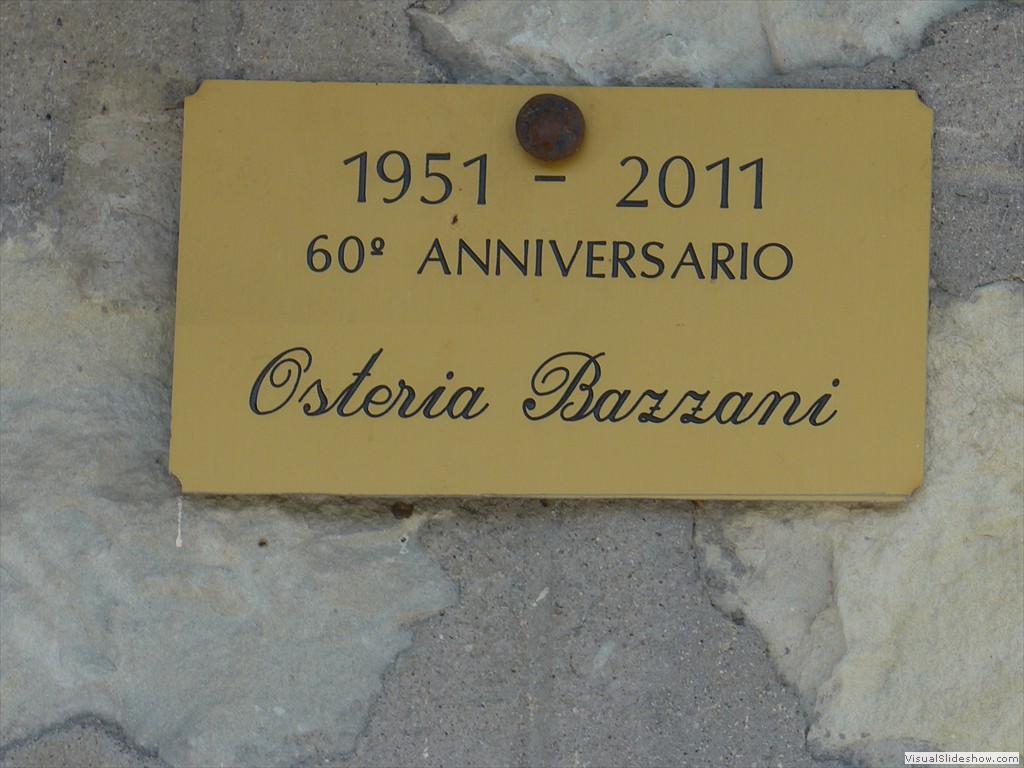 1951 - 2011
60º ANNIVERSARIO
Osteria Bazzani
VisualSlideshow.com